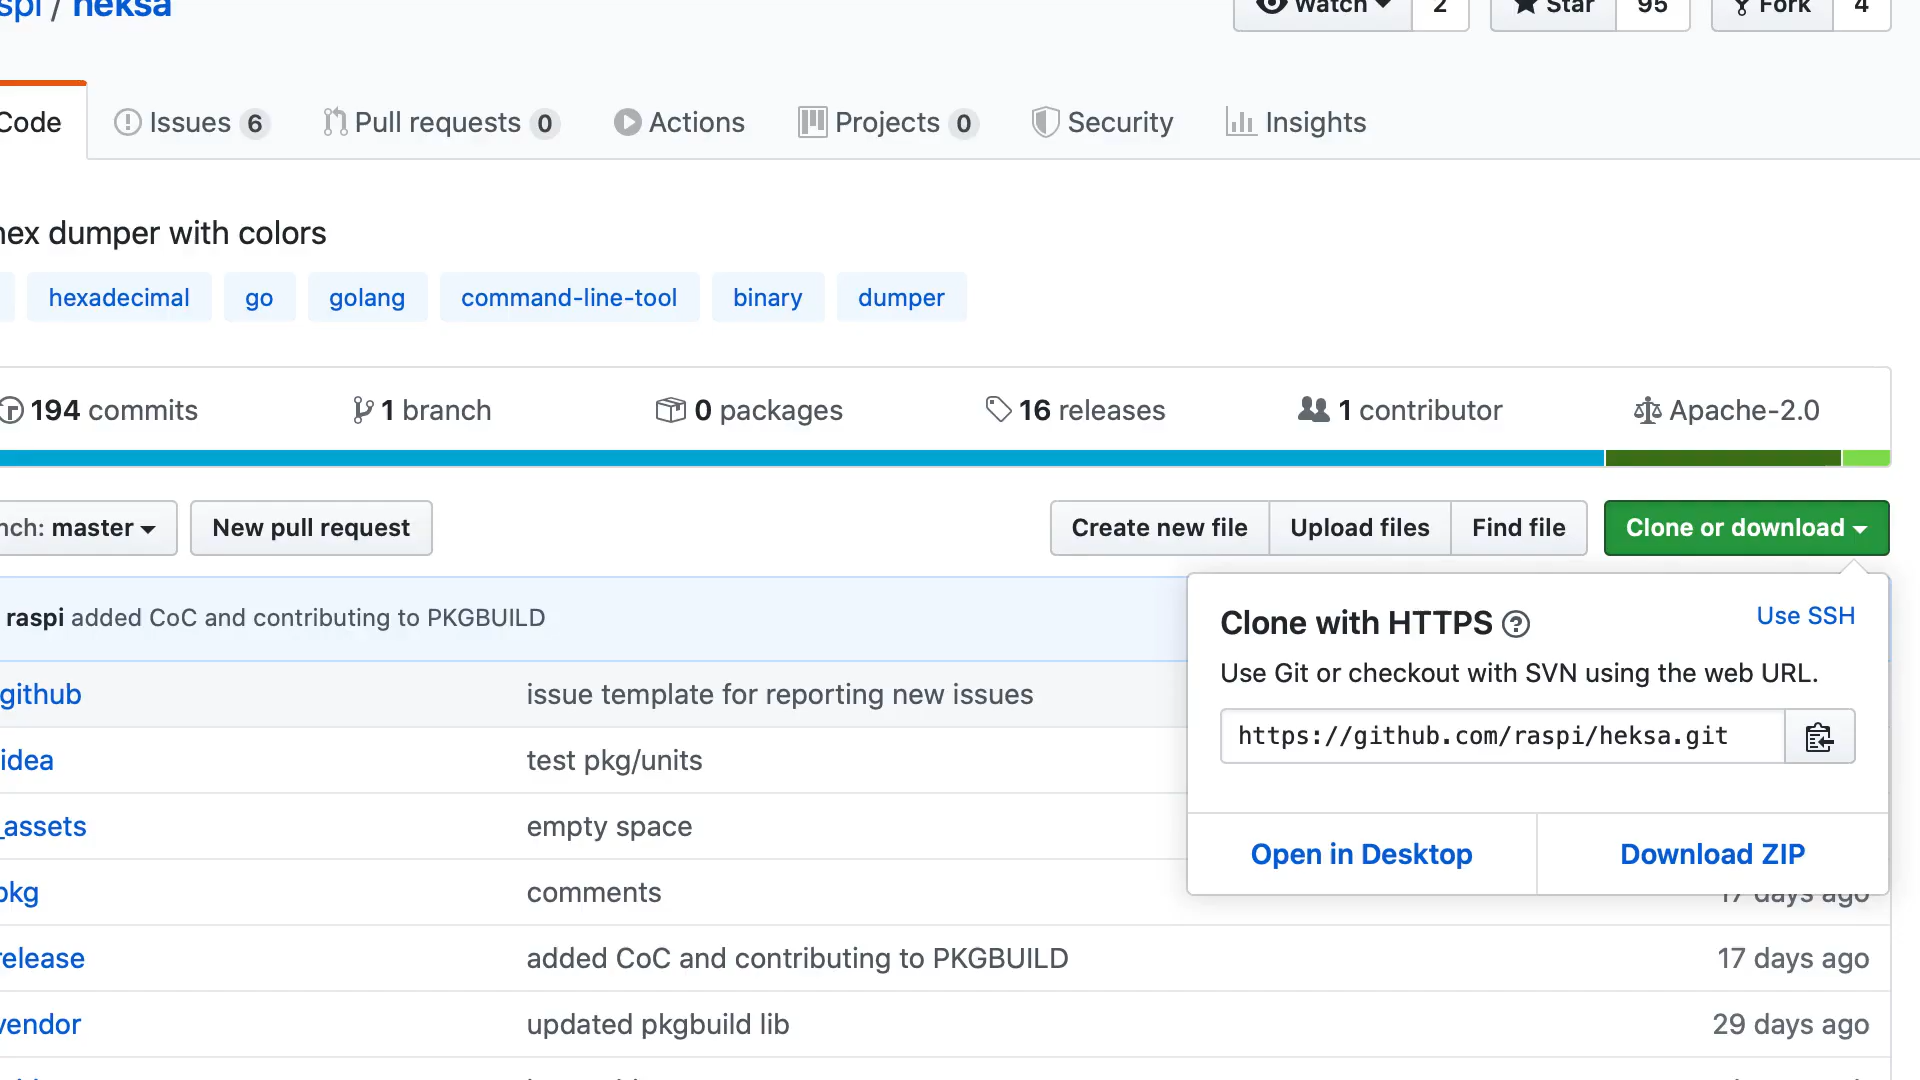 spi / heksa
Watch 2 Star 95 Fork 4
Code Issues 6 Pull requests 0 Actions Projects 0 Security Insights
hex dumper with colors
hexadecimal go golang command-line-tool binary dumper
194 commits 1 branch 0 packages 16 releases 1 contributor Apache-2.0
nch: master New pull request Create new file Upload files Find file Clone or download
raspi added CoC and contributing to PKGBUILD
Clone with HTTPS Use SSH
Use Git or checkout with SVN using the web URL.
https://github.com/raspi/heksa.git
Open in Desktop Download ZIP
github issue template for reporting new issues
idea test pkg/units
_assets empty space
pkg comments 17 days ago
release added CoC and contributing to PKGBUILD 17 days ago
vendor updated pkgbuild lib 29 days ago